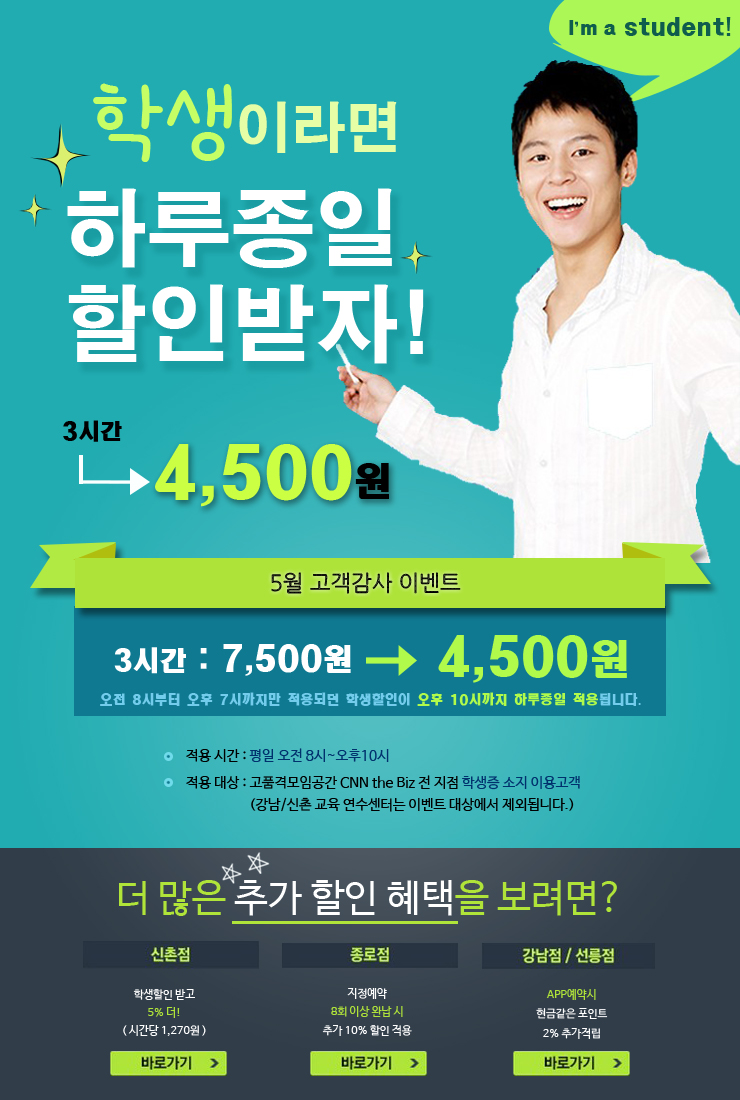 I'm a student!
학생이라면
하루종일
할인받자!
3시간
4,500원
5월 고객감사 이벤트
3시간 : 7,500원 → 4,500원
오전 8시부터 오후 7시까지만 적용되던 학생할인이 오후 10시까지 하루종일 적용됩니다.
적용 시간 : 평일 오전 8시~오후10시
적용 대상 : 고품격모임공간 CNN the Biz 전 지점 학생증 소지 이용고객
(강남/신촌 교육 연수센터는 이벤트 대상에서 제외됩니다.)
더 많은 추가 할인 혜택을 보려면?
신촌점
학생할인 받고
5% 더!
( 시간당 1,270원 )
바로가기 >
종로점
지정예약
8회 이상 완납 시
추가 10% 할인 적용
바로가기 >
강남점 / 선릉점
APP예약시
현금같은 포인트
2% 추가적립
바로가기 >